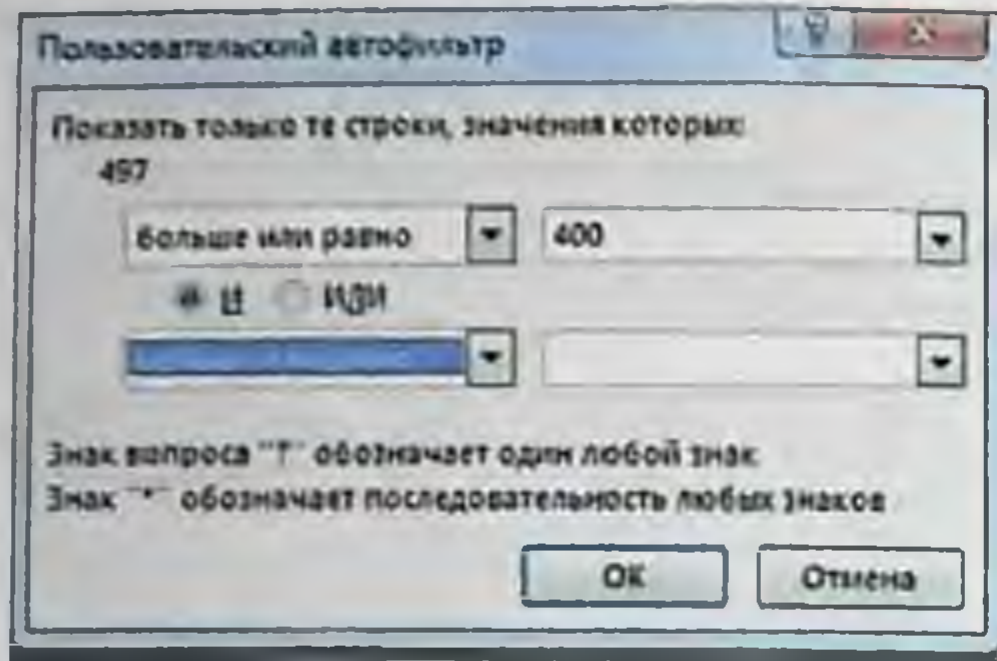 Пользовательский автофильтр
Показать только те строки, значения которых:
497
больше или равно 400
И ИЛИ
Знак вопроса "?" обозначает один любой знак
Знак "*" обозначает последовательность любых знаков
ОК Отмена